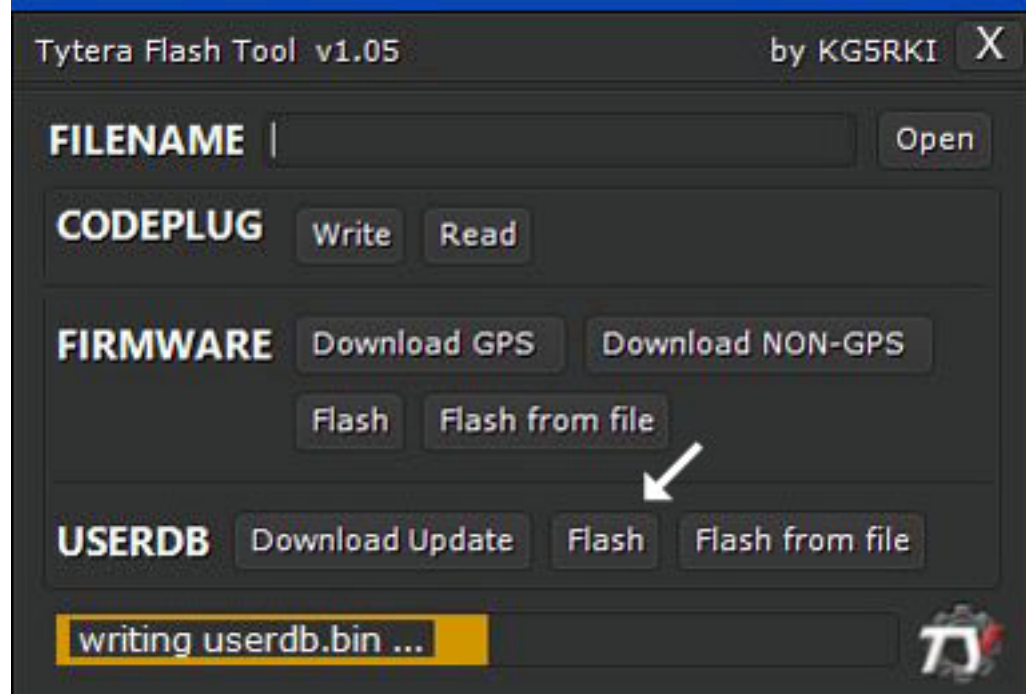 Tytera Flash Tool v1.05 by KG5RKI X
FILENAME Open
CODEPLUG Write Read
FIRMWARE Download GPS Download NON-GPS
Flash Flash from file
USERDB Download Update Flash Flash from file
writing userdb.bin ...